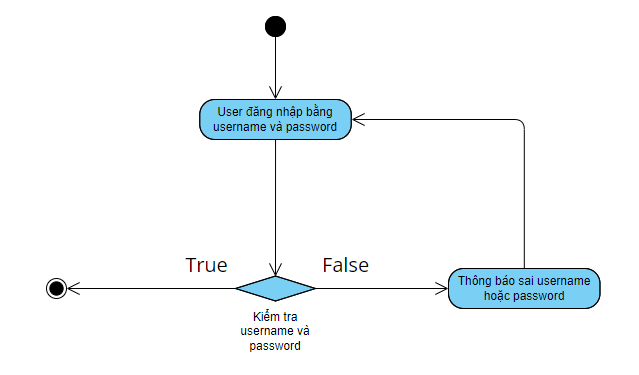 User đăng nhập bằng
username và password
True
False
Thông báo sai username
hoặc password
Kiểm tra
username và
password